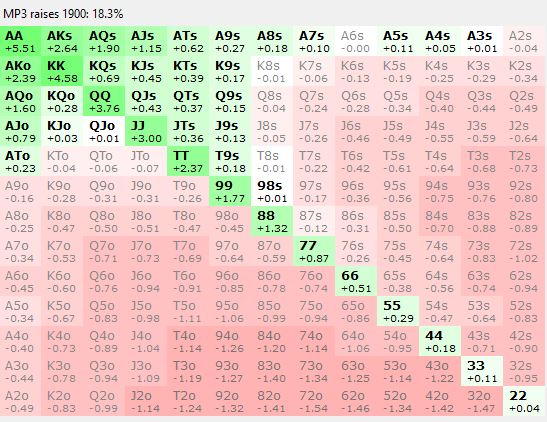 MP3 raises 1900: 18.3%
AA AKs AQs AJs ATs A9s A8s A7s A6s A5s A4s A3s A2s
+5.51 +2.64 +1.90 +1.15 +0.62 +0.27 +0.18 +0.10 -0.00 +0.11 +0.05 +0.01 -0.04
AKo KK KQs KJs KTs K9s K8s K7s K6s K5s K4s K3s K2s
+2.39 +4.58 +0.69 +0.45 +0.39 +0.17 -0.01 -0.06 -0.13 -0.19 -0.25 -0.29 -0.34
AQo KQo QQ QJs QTs Q9s Q8s Q7s Q6s Q5s Q4s Q3s Q2s
+1.60 +0.28 +3.76 +0.43 +0.37 +0.15 -0.04 -0.24 -0.28 -0.34 -0.40 -0.44 -0.49
AJo KJo QJo JJ JTs J9s J8s J7s J6s J5s J4s J3s J2s
+0.79 +0.03 +0.01 +3.00 +0.36 +0.13 -0.05 -0.26 -0.46 -0.49 -0.55 -0.59 -0.64
ATo KTo QTo JTo TT T9s T8s T7s T6s T5s T4s T3s T2s
+0.23 -0.04 -0.06 -0.07 +2.37 +0.18 -0.01 -0.22 -0.42 -0.61 -0.64 -0.68 -0.73
A9o K9o Q9o J9o T9o 99 98s 97s 96s 95s 94s 93s 92s
-0.16 -0.28 -0.31 -0.31 -0.26 +1.77 +0.01 -0.17 -0.36 -0.56 -0.75 -0.76 -0.80
A8o K8o Q8o J8o T8o 98o 88 87s 86s 85s 84s 83s 82s
-0.25 -0.47 -0.50 -0.51 -0.47 -0.45 +1.32 -0.12 -0.31 -0.50 -0.70 -0.88 -0.89
A7o K7o Q7o J7o T7o 97o 87o 77 76s 75s 74s 73s 72s
-0.34 -0.53 -0.71 -0.73 -0.69 -0.64 -0.59 +0.87 -0.26 -0.45 -0.64 -0.83 -1.02
A6o K6o Q6o J6o T6o 96o 86o 76o 66 65s 64s 63s 62s
-0.45 -0.60 -0.76 -0.94 -0.91 -0.85 -0.78 -0.74 +0.51 -0.38 -0.56 -0.74 -0.94
A5o K5o Q5o J5o T5o 95o 85o 75o 65o 55 54s 53s 52s
-0.34 -0.67 -0.83 -0.98 -1.11 -1.06 -0.99 -0.94 -0.86 +0.29 -0.47 -0.64 -0.83
A4o K4o Q4o J4o T4o 94o 84o 74o 64o 54o 44 43s 42s
-0.40 -0.73 -0.89 -1.04 -1.14 -1.26 -1.20 -1.14 -1.06 -0.95 +0.18 -0.71 -0.90
A3o K3o Q3o J3o T3o 93o 83o 73o 63o 53o 43o 33 32s
-0.44 -0.78 -0.94 -1.09 -1.19 -1.27 -1.40 -1.34 -1.25 -1.14 -1.22 +0.11 -0.95
A2o K2o Q2o J2o T2o 92o 82o 72o 62o 52o 42o 32o 22
-0.49 -0.83 -0.99 -1.14 -1.24 -1.32 -1.41 -1.54 -1.46 -1.34 -1.42 -1.47 +0.04